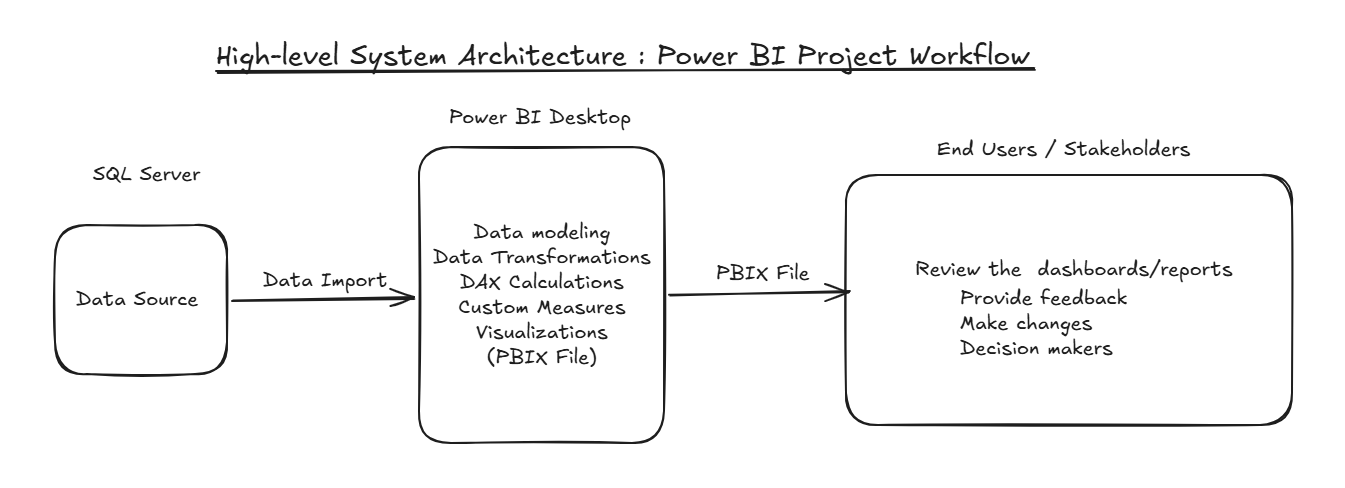 High-level System Architecture : Power BI Project Workflow
Power BI Desktop
End Users / Stakeholders
SQL Server
Data modeling
Data Transformations
DAX Calculations
Custom Measures
Visualizations
(PBIX File)
Data Source
Data Import
PBIX File
Review the dashboards/reports
Provide feedback
Make changes
Decision makers